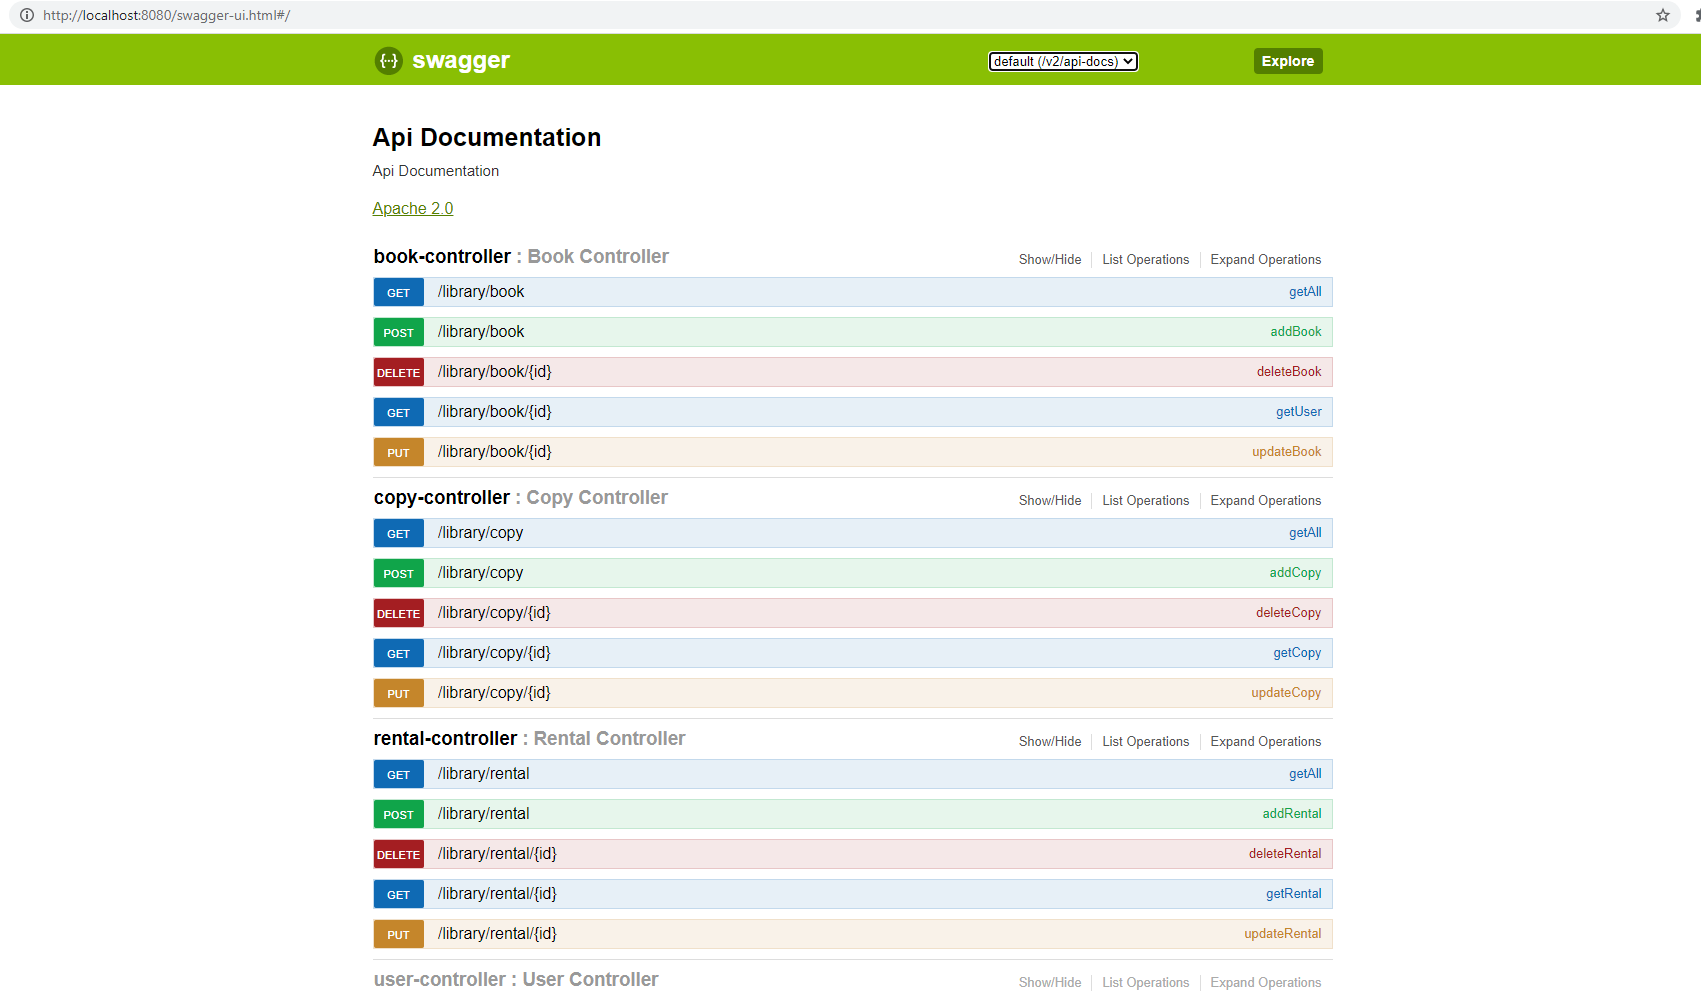 http://localhost:8080/swagger-ui.html#/
{··} swagger default (/v2/api-docs) Explore
Api Documentation
Api Documentation
Apache 2.0
book-controller : Book Controller Show/Hide List Operations Expand Operations
GET /library/book getAll
POST /library/book addBook
DELETE /library/book/{id} deleteBook
GET /library/book/{id} getUser
PUT /library/book/{id} updateBook
copy-controller : Copy Controller Show/Hide List Operations Expand Operations
GET /library/copy getAll
POST /library/copy addCopy
DELETE /library/copy/{id} deleteCopy
GET /library/copy/{id} getCopy
PUT /library/copy/{id} updateCopy
rental-controller : Rental Controller Show/Hide List Operations Expand Operations
GET /library/rental getAll
POST /library/rental addRental
DELETE /library/rental/{id} deleteRental
GET /library/rental/{id} getRental
PUT /library/rental/{id} updateRental
user-controller : User Controller Show/Hide List Operations Expand Operations